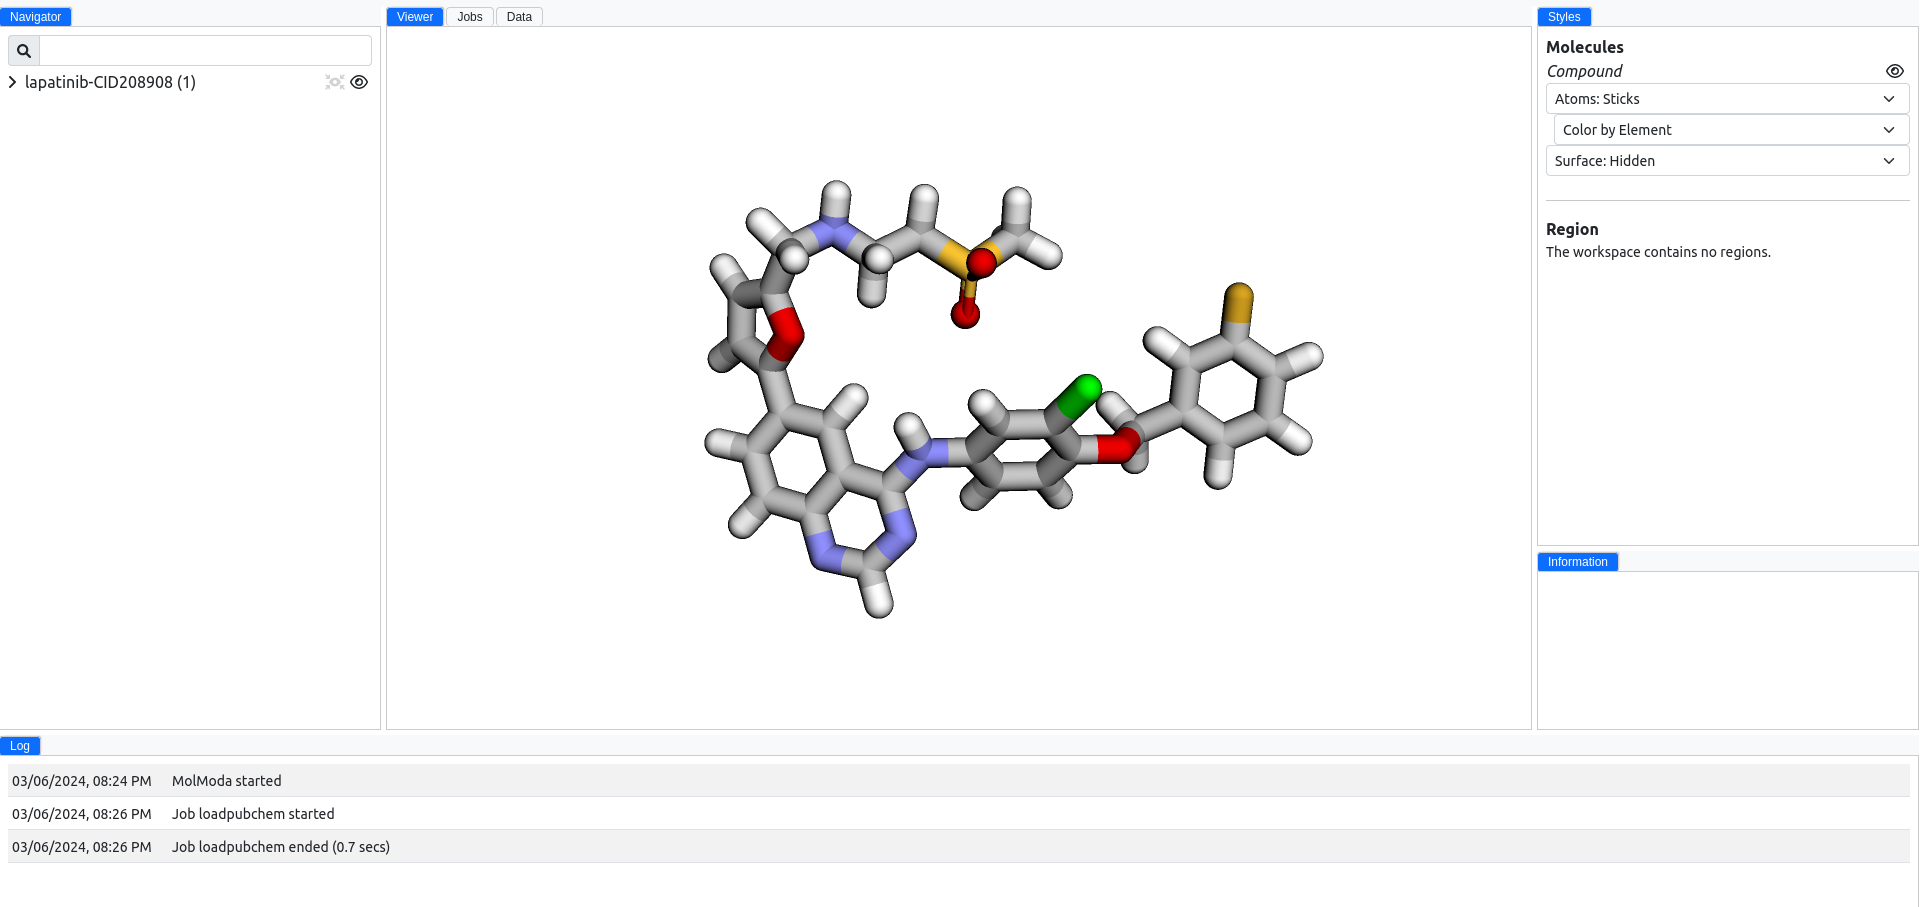 Navigator
Viewer
Jobs
Data
Styles
lapatinib-CID208908 (1)
Molecules
Compound
Atoms: Sticks
Color by Element
Surface: Hidden
Region
The workspace contains no regions.
Information
Log
03/06/2024, 08:24 PM MolModa started
03/06/2024, 08:26 PM Job loadpubchem started
03/06/2024, 08:26 PM Job loadpubchem ended (0.7 secs)